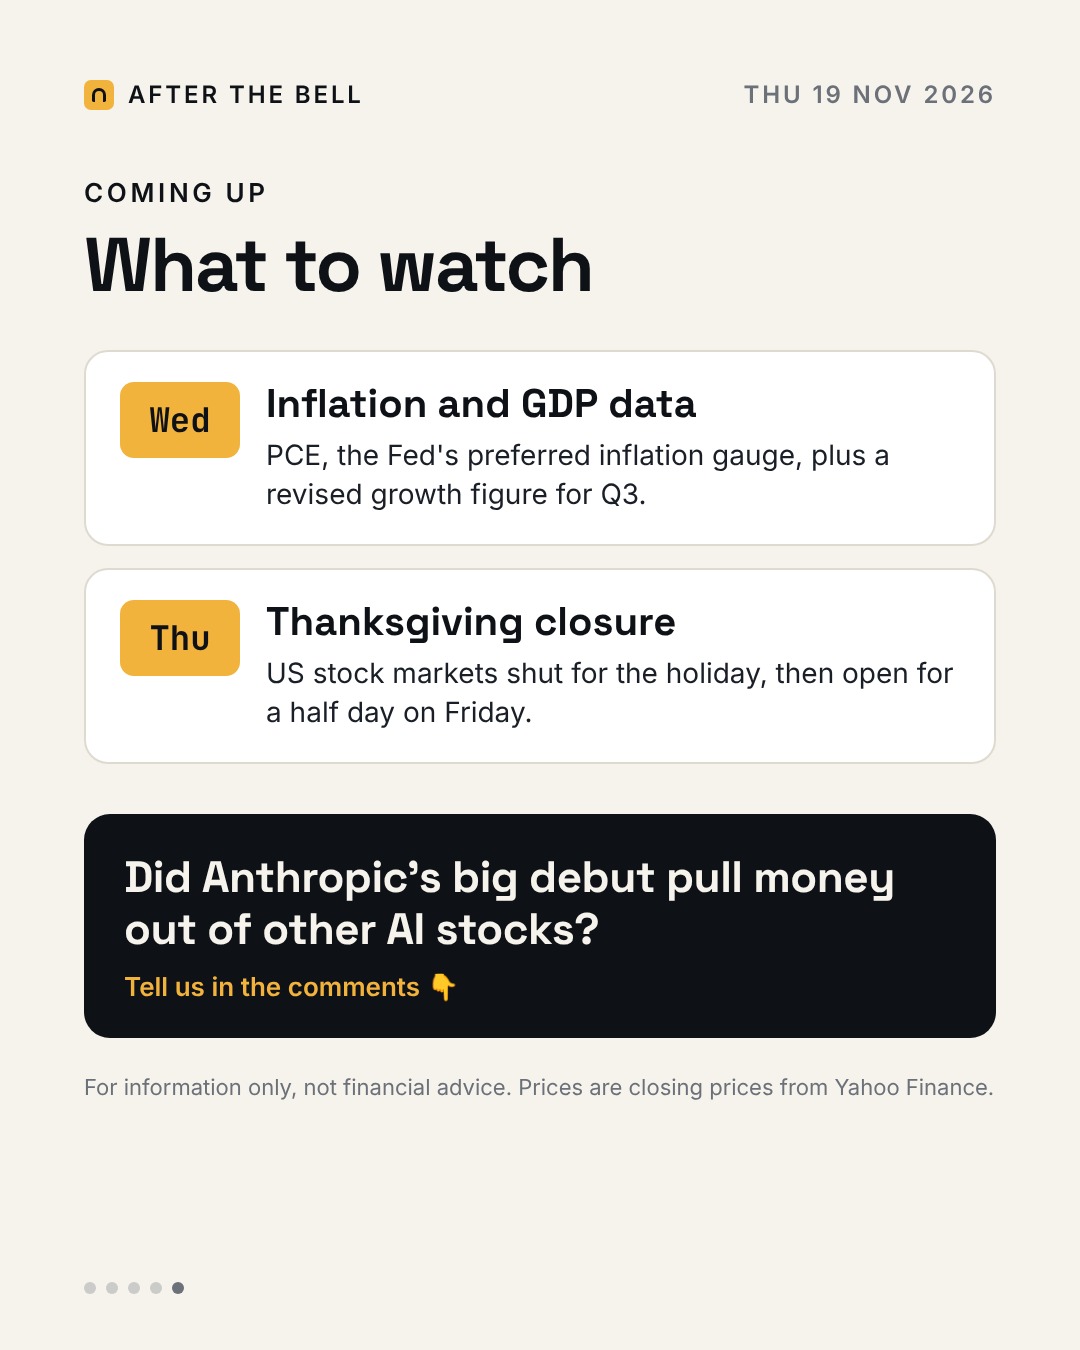 AFTER THE BELL
THU 19 NOV 2026
COMING UP
What to watch
Wed
Inflation and GDP data
PCE, the Fed's preferred inflation gauge, plus a
revised growth figure for Q3.
Thu
Thanksgiving closure
US stock markets shut for the holiday, then open for
a half day on Friday.
Did Anthropic’s big debut pull money
out of other AI stocks?
Tell us in the comments 👇
For information only, not financial advice. Prices are closing prices from Yahoo Finance.